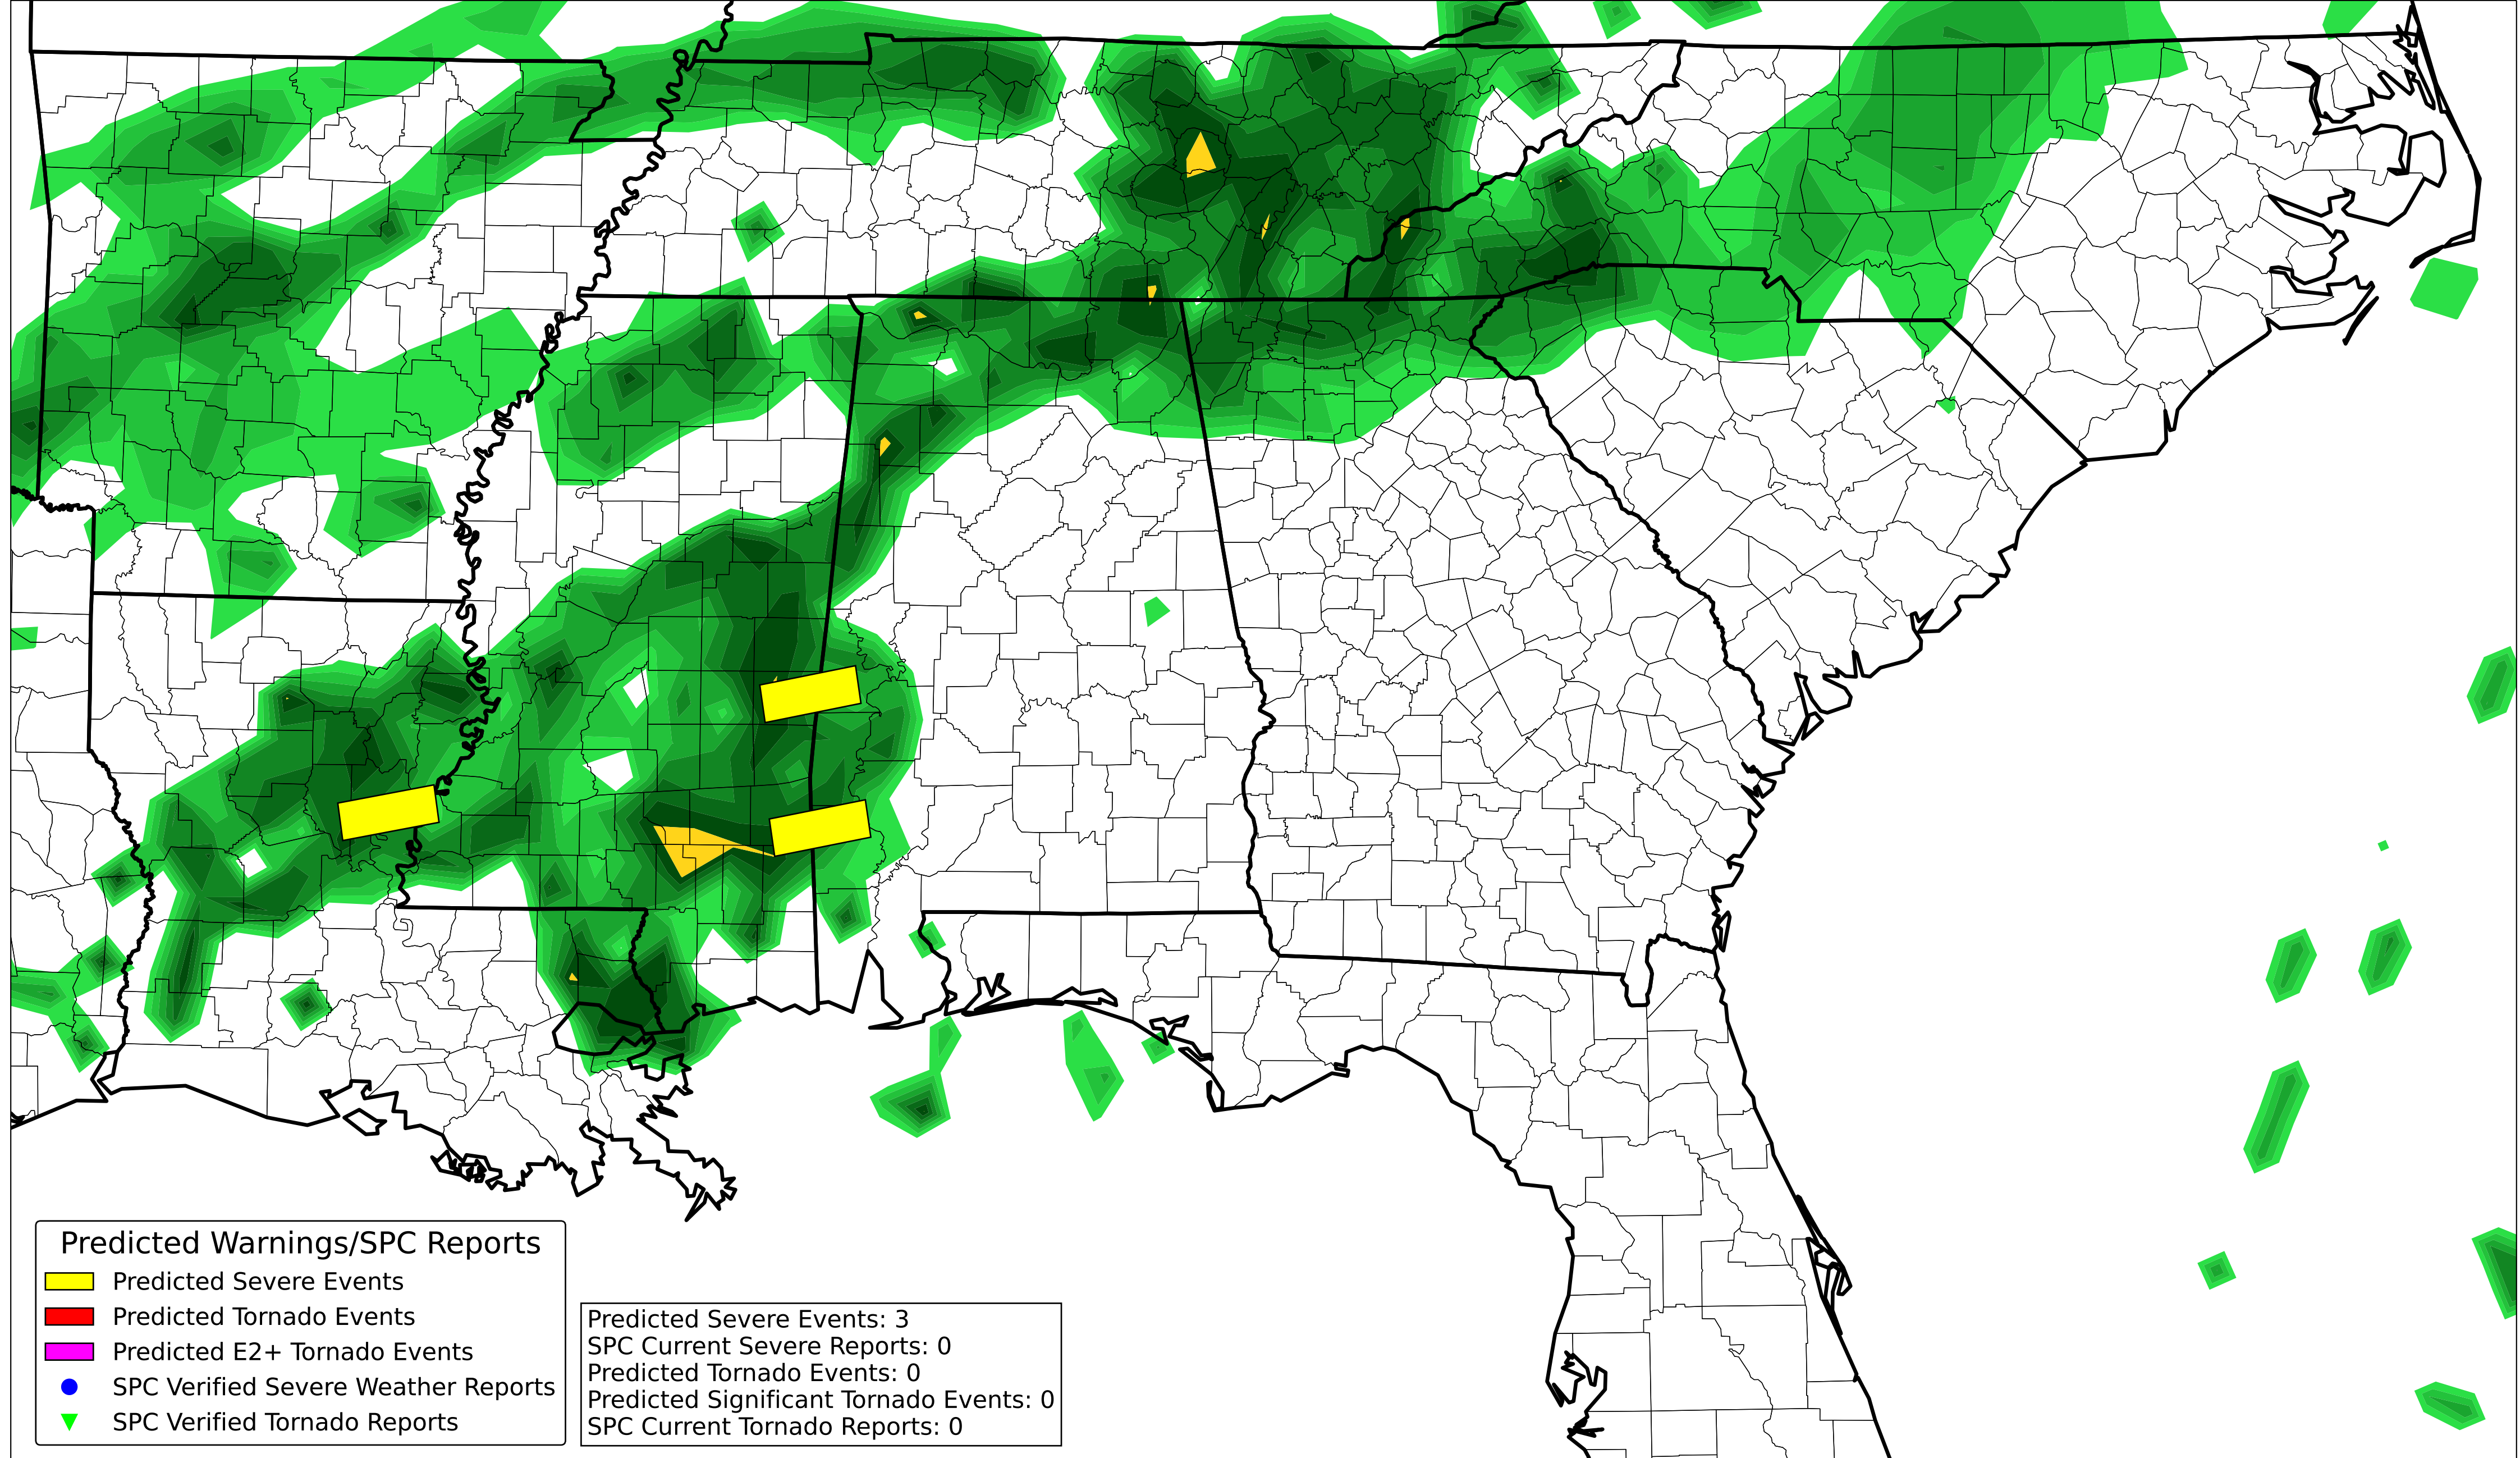 Predicted Warnings/SPC Reports
Predicted Severe Events
Predicted Tornado Events
Predicted E2+ Tornado Events
SPC Verified Severe Weather Reports
SPC Verified Tornado Reports
Predicted Severe Events: 3
SPC Current Severe Reports: 0
Predicted Tornado Events: 0
Predicted Significant Tornado Events: 0
SPC Current Tornado Reports: 0